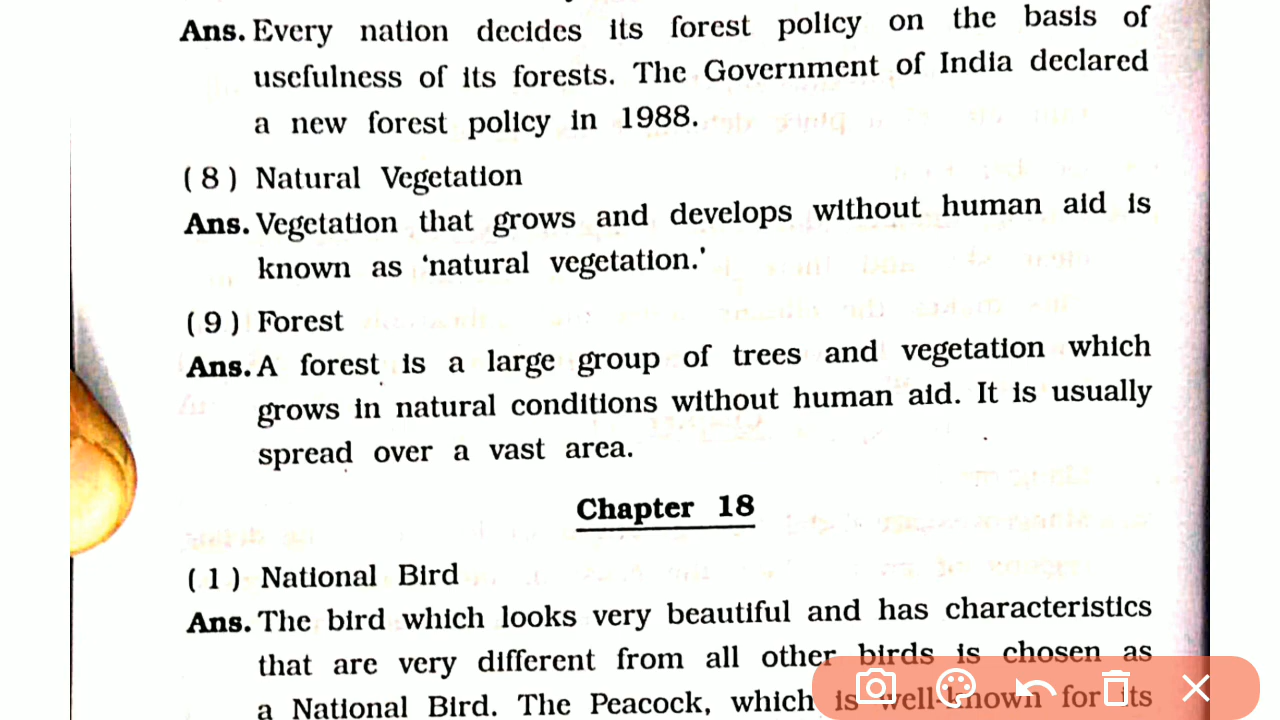 Ans. Every nation decides its forest policy on the basis of
usefulness of its forests. The Government of India declared
a new forest policy in 1988.
( 8 ) Natural Vegetation
Ans. Vegetation that grows and develops without human aid is
known as ‘natural vegetation.’
( 9 ) Forest
Ans. A forest is a large group of trees and vegetation which
grows in natural conditions without human aid. It is usually
spread over a vast area.
Chapter 18
( 1 ) National Bird
Ans. The bird which looks very beautiful and has characteristics
that are very different from all other birds is chosen as
a National Bird. The Peacock, which is well-known for its